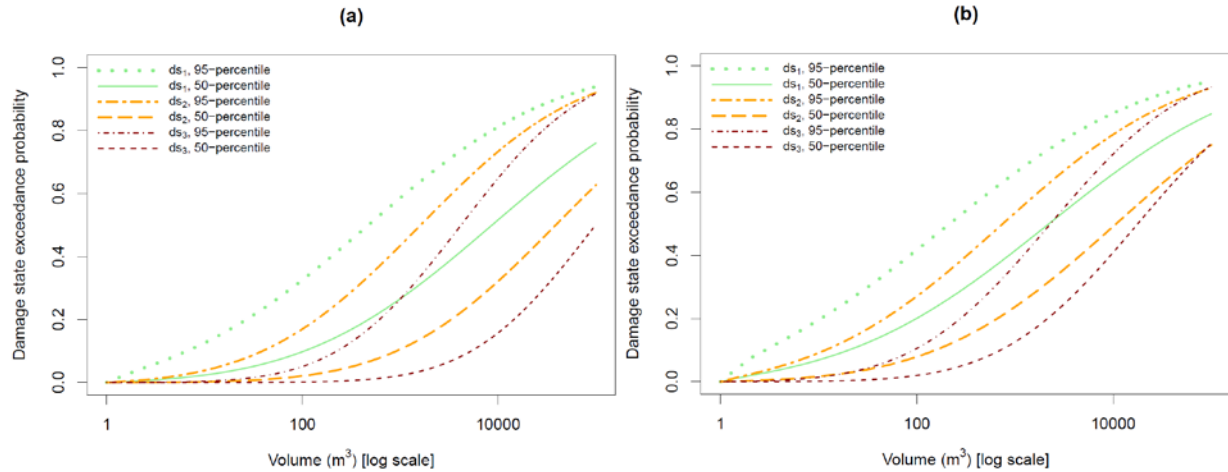 (a)
ds1, 95-percentile
ds1, 50-percentile
ds2, 95-percentile
ds2, 50-percentile
ds3, 95-percentile
ds3, 50-percentile
Damage state exceedance probability
1.0
0.8
0.6
0.4
0.2
0.0
1
100
10000
Volume (m³) [log scale]
(b)
ds1, 95-percentile
ds1, 50-percentile
ds2, 95-percentile
ds2, 50-percentile
ds3, 95-percentile
ds3, 50-percentile
Damage state exceedance probability
1.0
0.8
0.6
0.4
0.2
0.0
1
100
10000
Volume (m³) [log scale]